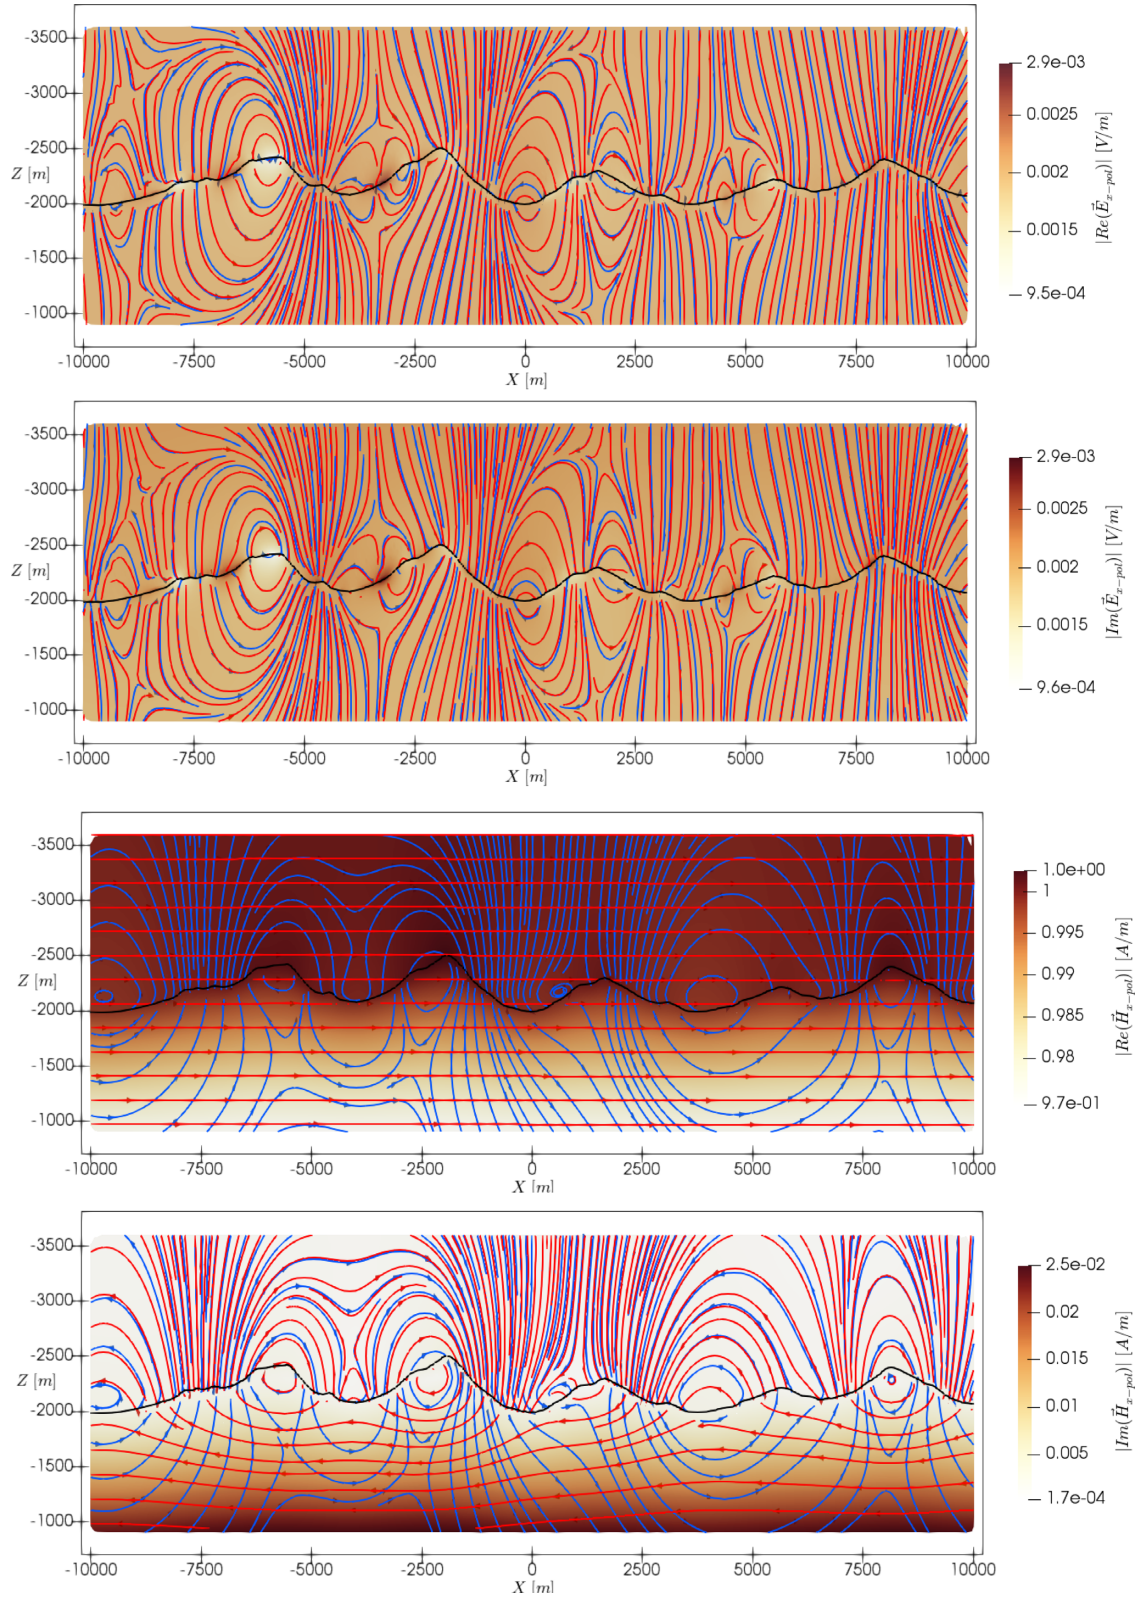 -3500
-3000
-2500
Z [m]
-2000
-1500
-1000
-10000 -7500 -5000 -2500 0 2500 5000 7500 10000
X [m]
2.9e-03
0.0025
0.002
0.0015
9.5e-04
|Re(E⃗x−pol)| [V/m]
-3500
-3000
-2500
Z [m]
-2000
-1500
-1000
-10000 -7500 -5000 -2500 0 2500 5000 7500 10000
X [m]
2.9e-03
0.0025
0.002
0.0015
9.6e-04
|Im(E⃗x−pol)| [V/m]
-3500
-3000
-2500
Z [m]
-2000
-1500
-1000
-10000 -7500 -5000 -2500 0 2500 5000 7500 10000
X [m]
1.0e+00
1
0.995
0.99
0.985
0.98
9.7e-01
|Re(H⃗x−pol)| [A/m]
-3500
-3000
-2500
Z [m]
-2000
-1500
-1000
-10000 -7500 -5000 -2500 0 2500 5000 7500 10000
X [m]
2.5e-02
0.02
0.015
0.01
0.005
1.7e-04
|Im(H⃗x−pol)| [A/m]